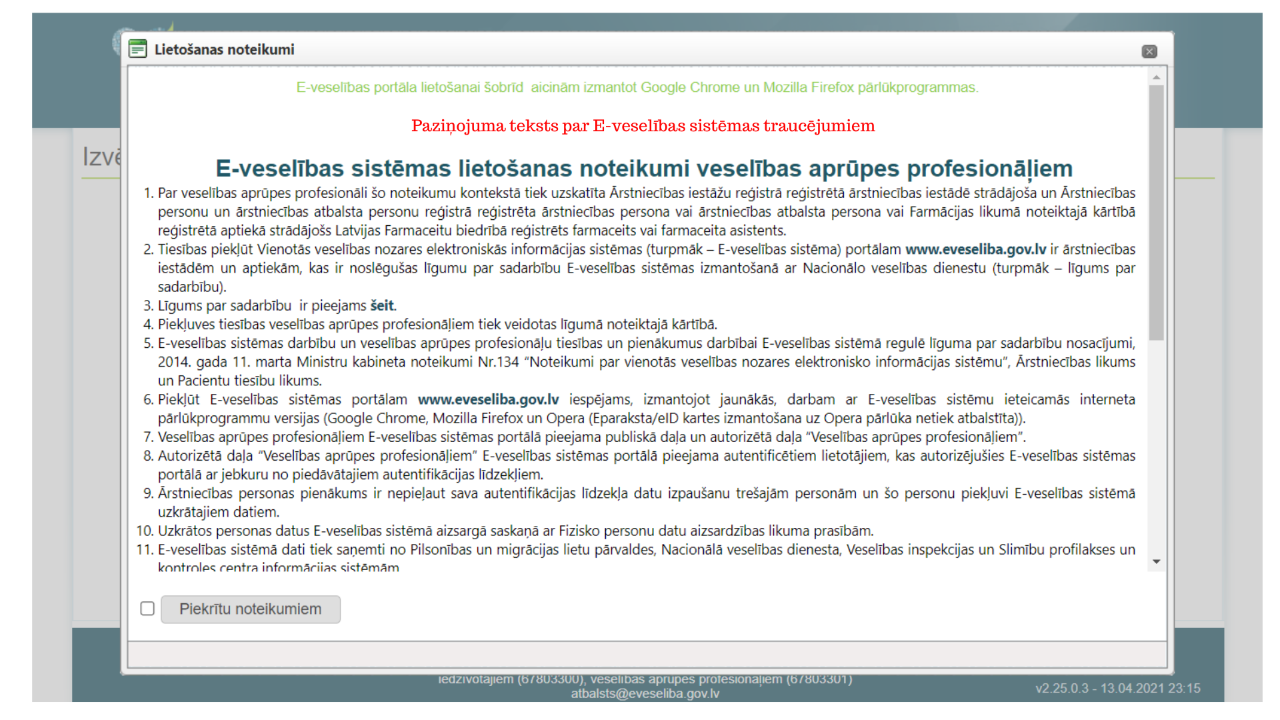 Lietošanas noteikumi
E-veselības portāla lietošanai šobrīd aicinām izmantot Google Chrome un Mozilla Firefox pārlūkprogrammas.
Paziņojuma teksts par E-veselības sistēmas traucējumiem
Izvē
E-veselības sistēmas lietošanas noteikumi veselības aprūpes profesionāļiem
1. Par veselības aprūpes profesionāli šo noteikumu kontekstā tiek uzskatīta Ārstniecības iestāžu reģistrā reģistrētā ārstniecības iestādē strādājoša un Ārstniecības
personu un ārstniecības atbalsta personu reģistrā reģistrēta ārstniecības persona vai ārstniecības atbalsta persona vai Farmācijas likumā noteiktajā kārtībā
reģistrētā aptiekā strādājošs Latvijas Farmaceitu biedrībā reģistrēts farmaceits vai farmaceita asistents.
2. Tiesības piekļūt Vienotās veselības nozares elektroniskās informācijas sistēmas (turpmāk – E-veselības sistēma) portālam www.eveseliba.gov.lv ir ārstniecības
iestādēm un aptiekām, kas ir noslēgušas līgumu par sadarbību E-veselības sistēmas izmantošanā ar Nacionālo veselības dienestu (turpmāk – līgums par
sadarbību).
3. Līgums par sadarbību ir pieejams šeit.
4. Piekļuves tiesības veselības aprūpes profesionāļiem tiek veidotas līgumā noteiktajā kārtībā.
5. E-veselības sistēmas darbību un veselības aprūpes profesionāļu tiesības un pienākumus darbībai E-veselības sistēmā regulē līguma par sadarbību nosacījumi,
2014. gada 11. marta Ministru kabineta noteikumi Nr.134 “Noteikumi par vienotās veselības nozares elektronisko informācijas sistēmu”, Ārstniecības likums
un Pacientu tiesību likums.
6. Piekļūt E-veselības sistēmas portālam www.eveseliba.gov.lv iespējams, izmantojot jaunākās, darbam ar E-veselības sistēmu ieteicamās interneta
pārlūkprogrammu versijas (Google Chrome, Mozilla Firefox un Opera (Eparaksta/eID kartes izmantošana uz Opera pārlūka netiek atbalstīta)).
7. Veselības aprūpes profesionāļiem E-veselības sistēmas portālā pieejama publiskā daļa un autorizētā daļa “Veselības aprūpes profesionāļiem”.
8. Autorizētā daļa “Veselības aprūpes profesionāļiem” E-veselības sistēmas portālā pieejama autentificētiem lietotājiem, kas autorizējušies E-veselības sistēmas
portālā ar jebkuru no piedāvātajiem autentifikācijas līdzekļiem.
9. Ārstniecības personas pienākums ir nepieļaut sava autentifikācijas līdzekļa datu izpaušanu trešajām personām un šo personu piekļuvi E-veselības sistēmā
uzkrātajiem datiem.
10. Uzkrātos personas datus E-veselības sistēmā aizsargā saskaņā ar Fizisko personu datu aizsardzības likuma prasībām.
11. E-veselības sistēmā dati tiek saņemti no Pilsonības un migrācijas lietu pārvaldes, Nacionālā veselības dienesta, Veselības inspekcijas un Slimību profilakses un
kontroles centra informācijas sistēmām
Piekrītu noteikumiem
iedzīvotājiem (67803300), veselības aprūpes profesionāļiem (67803301)
atbalsts@eveseliba.gov.lv
v2.25.0.3 - 13.04.2021 23:15